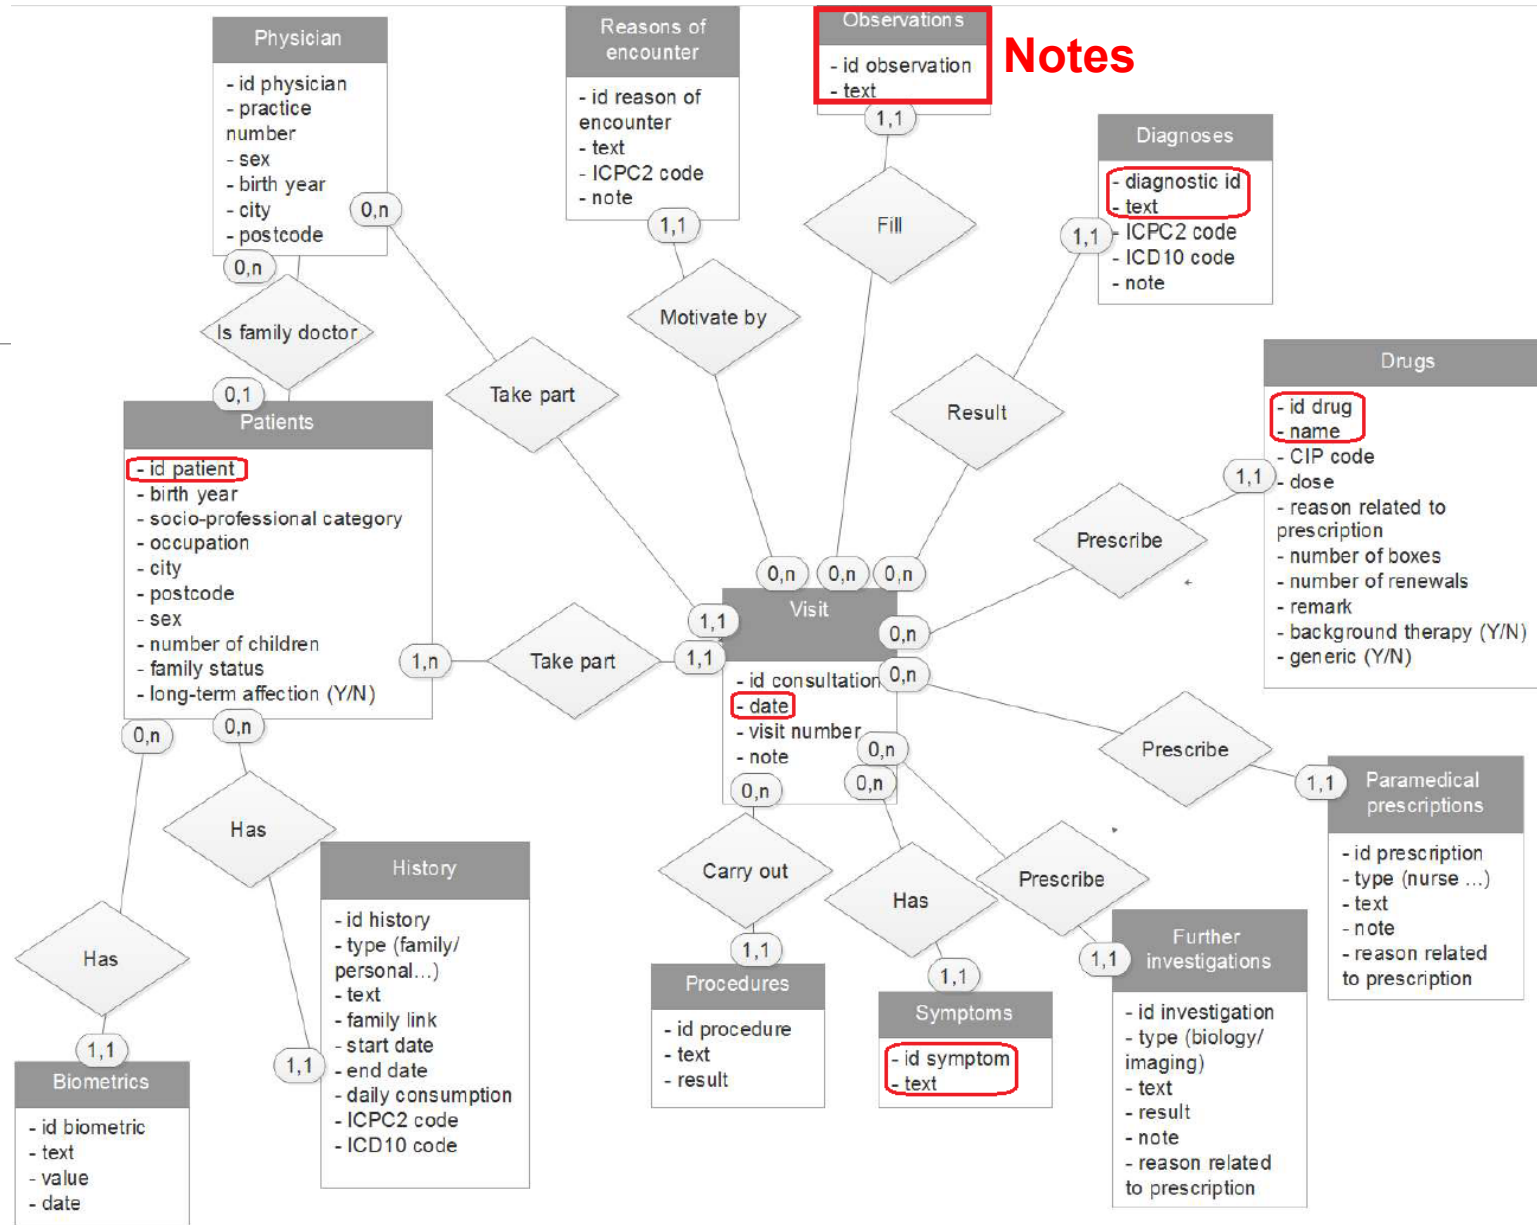 Physician
- id physician
- practice
number
- sex
- birth year
- city
- postcode
0,n
0,n
Is family doctor
0,1
Reasons of
encounter
- id reason of
encounter
- text
- ICPC2 code
- note
1,1
Motivate by
Observations
- id observation
- text
Notes
1,1
Fill
Diagnoses
- diagnostic id
- text
- ICPC2 code
- ICD10 code
- note
1,1
Result
Take part
Drugs
- id drug
- name
- CIP code
- dose
- reason related to
prescription
- number of boxes
- number of renewals
- remark
- background therapy (Y/N)
- generic (Y/N)
1,1
Prescribe
Patients
- id patient
- birth year
- socio-professional category
- occupation
- city
- postcode
- sex
- number of children
- family status
- long-term affection (Y/N)
1,n
Take part
1,1
1,1
0,n
0,n
0,n
Visit
- id consultation
- date
- visit number
- note
0,n
0,n
0,n
0,n
0,n
Prescribe
1,1
Paramedical
prescriptions
- id prescription
- type (nurse ...)
- text
- note
- reason related
to prescription
0,n
0,n
Has
Has
1,1
Biometrics
- id biometric
- text
- value
- date
History
- id history
- type (family/
personal...)
- text
- family link
- start date
- end date
- daily consumption
- ICPC2 code
- ICD10 code
1,1
Carry out
1,1
Procedures
- id procedure
- text
- result
Has
1,1
Symptoms
- id symptom
- text
Prescribe
1,1
Further
investigations
- id investigation
- type (biology/
imaging)
- text
- result
- note
- reason related
to prescription